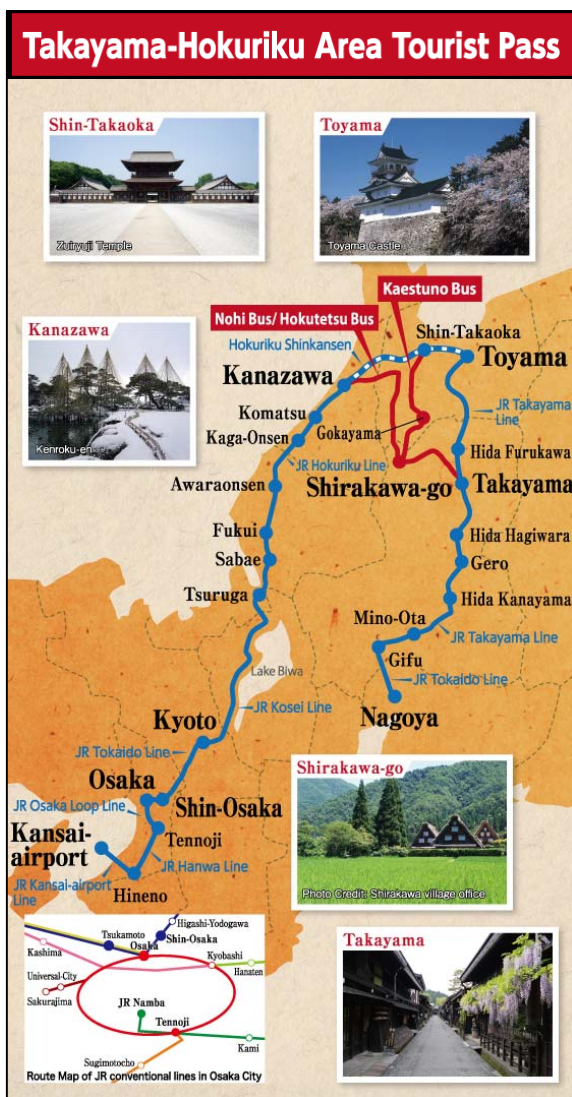 Takayama-Hokuriku Area Tourist Pass
Shin-Takaoka
Zuiryuji Temple
Toyama
Toyama Castle
Kaestuno Bus
Nohi Bus/ Hokutetsu Bus
Kanazawa
Kenroku-en
Hokuriku Shinkansen
Shin-Takaoka
Toyama
Kanazawa
Komatsu
JR Takayama
Line
Gokayama
Kaga-Onsen
Hida Furukawa
JR Hokuriku Line
Shirakawa-go
Takayama
Awaraonsen
Fukui
Hida Hagiwara
Sabae
Gero
Tsuruga
Hida Kanayama
Mino-Ota
JR Takayama Line
Gifu
Lake Biwa
JR Tokaido Line
JR Kosei Line
Nagoya
Kyoto
JR Tokaido Line
Osaka
Shin-Osaka
JR Osaka Loop Line
Kansai-
airport
Tennoji
JR Hanwa Line
JR Kansai-airport
Line
Hineno
Shirakawa-go
Photo Credit: Shirakawa village office
Takayama
Higashi-Yodogawa
Tsukamoto
Shin-Osaka
Osaka
Kashima
Kyobashi
Hanaten
Universal-City
Sakurajima
JR Namba
Tennoji
Kami
Sugimotocho
Route Map of JR conventional lines in Osaka City